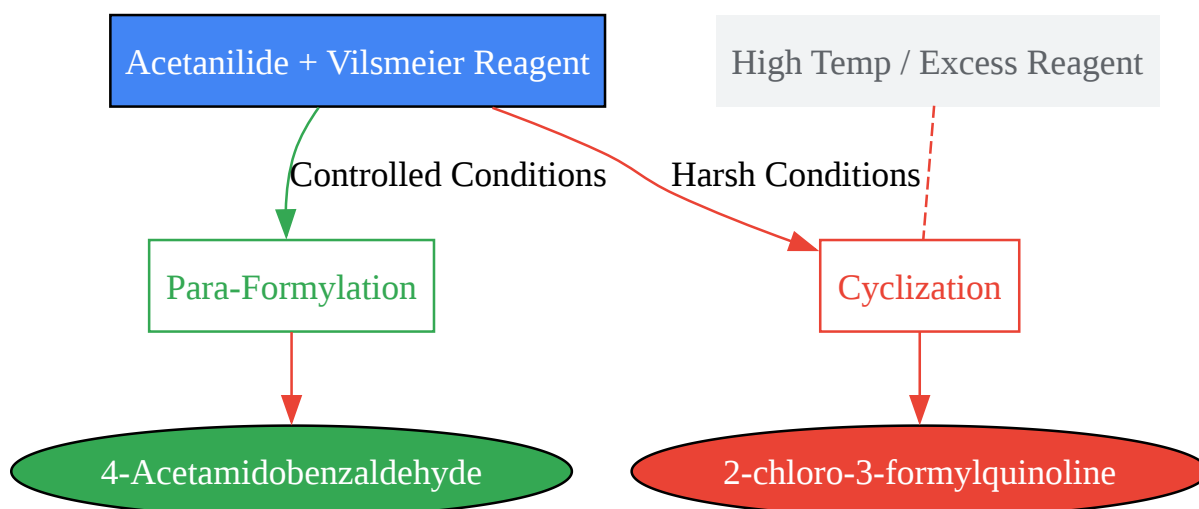 Acetanilide + Vilsmeier Reagent
High Temp / Excess Reagent
Controlled Conditions
Harsh Conditions
Para-Formylation
Cyclization
4-Acetamidobenzaldehyde
2-chloro-3-formylquinoline